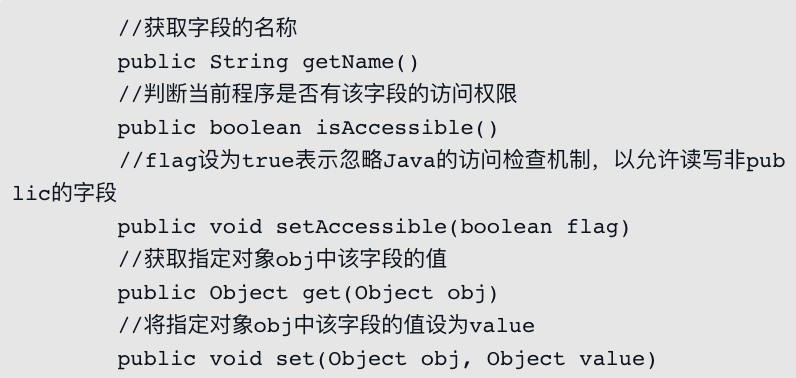 //获取字段的名称
public String getName()
//判断当前程序是否有该字段的访问权限
public boolean isAccessible()
//flag设为true表示忽略Java的访问检查机制，以允许读写非pub
lic的字段
public void setAccessible(boolean flag)
//获取指定对象obj中该字段的值
public Object get(Object obj)
//将指定对象obj中该字段的值设为value
public void set(Object obj, Object value)